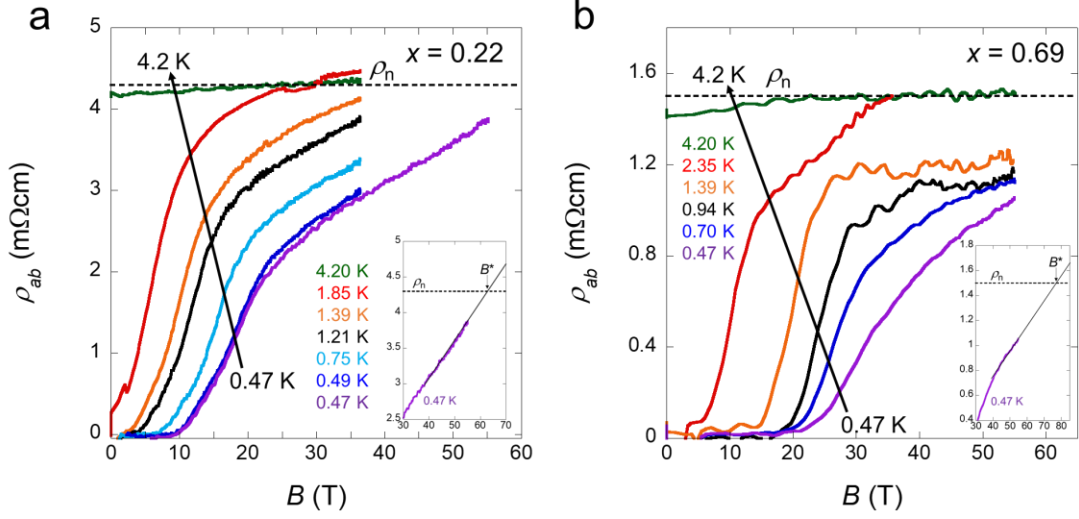 a
x = 0.22
5
4
3
2
1
0
ρab (mΩcm)
4.2 K
ρn
4.20 K
1.85 K
1.39 K
1.21 K
0.75 K
0.49 K
0.47 K
0.47 K
5
4.5
4
3.5
3
2.5
ρn
B*
0.47 K
30 40 50 60 70
0 10 20 30 40 50 60
B (T)
b
x = 0.69
1.6
1.2
0.8
0.4
0
ρab (mΩcm)
4.2 K
ρn
4.20 K
2.35 K
1.39 K
0.94 K
0.70 K
0.47 K
0.47 K
1.8
1.6
1.4
1.2
1
0.8
0.6
0.4
ρn
B*
0.47 K
30 40 50 60 70 80
0 10 20 30 40 50 60
B (T)